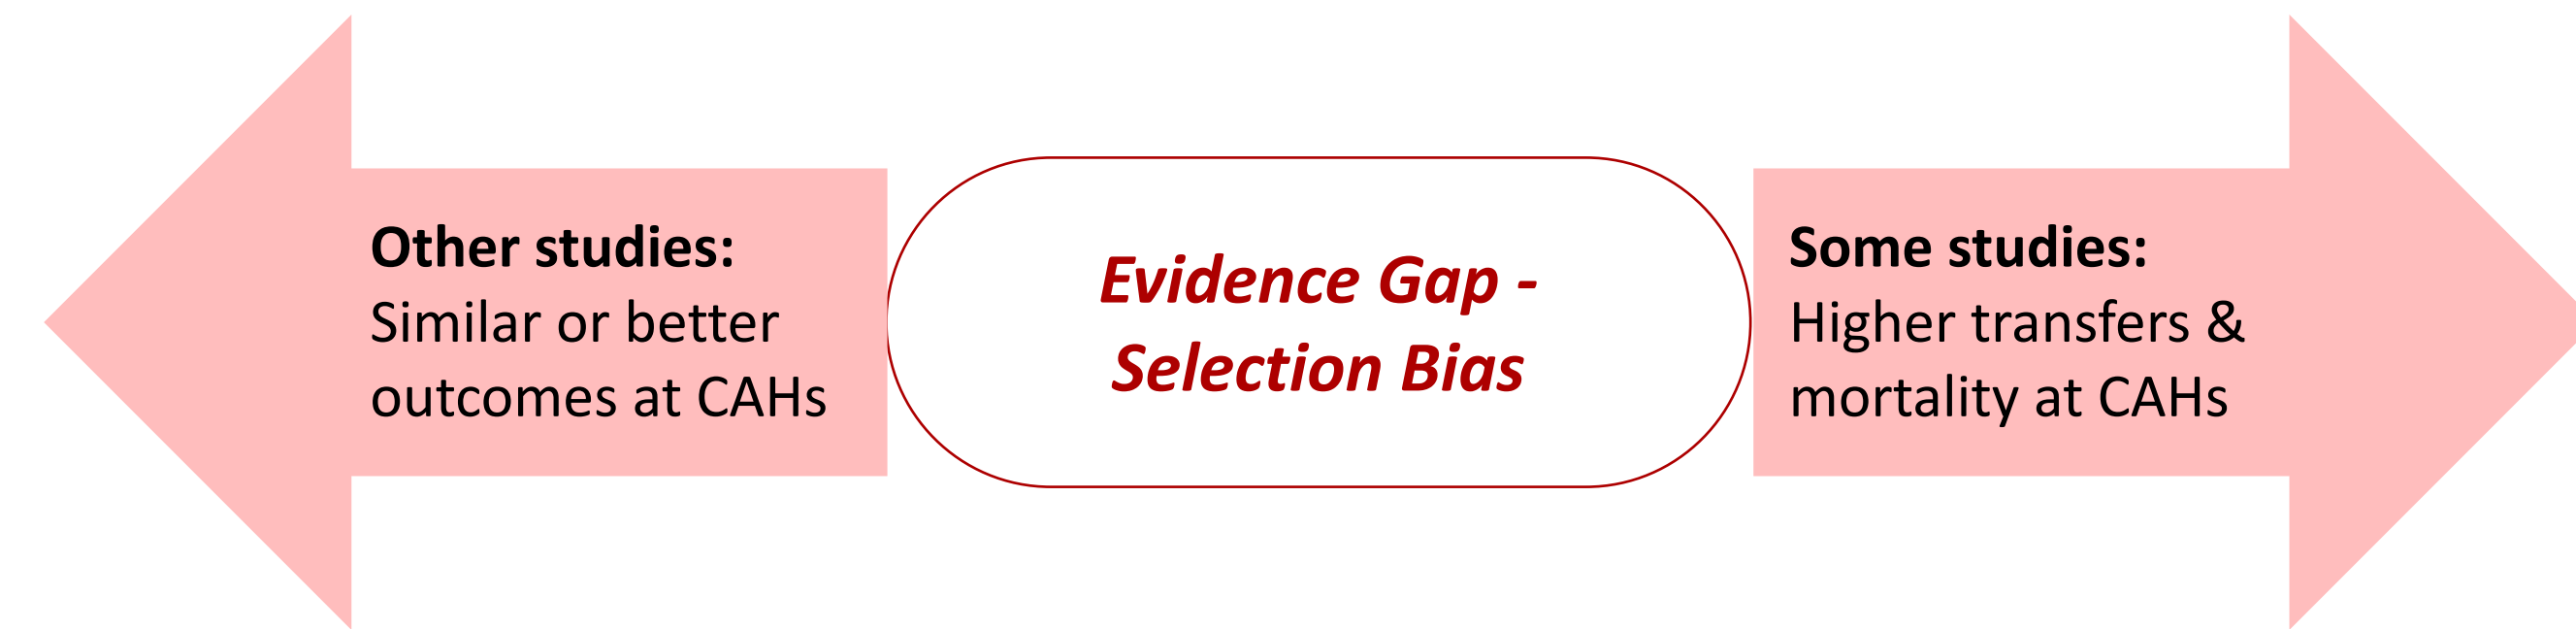 Other studies:
Similar or better
outcomes at CAHs
Evidence Gap -
Selection Bias
Some studies:
Higher transfers &
mortality at CAHs